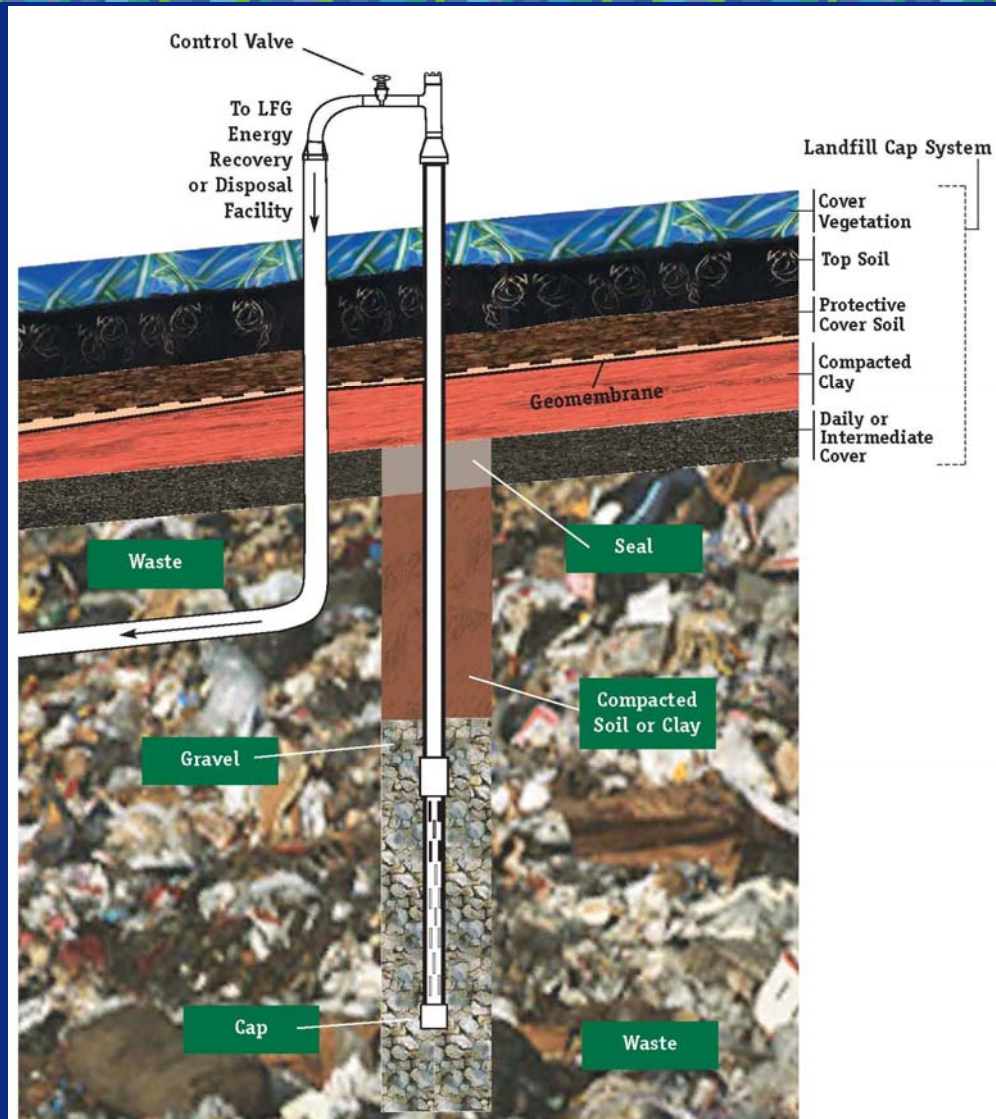 Control Valve
To LFG
Energy
Recovery
or Disposal
Facility
Landfill Cap System
Cover
Vegetation
Top Soil
Protective
Cover Soil
Compacted
Clay
Geomembrane
Daily or
Intermediate
Cover
Waste
Seal
Compacted
Soil or Clay
Gravel
Cap
Waste